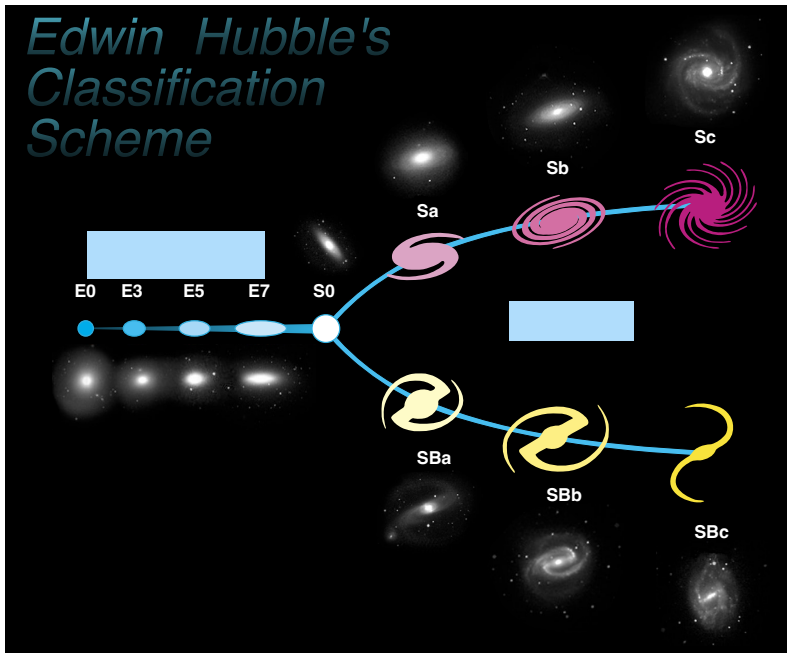 Edwin Hubble's
Classification
Scheme
Sc
Sb
Sa
E0 E3 E5 E7 S0
SBa
SBb
SBc